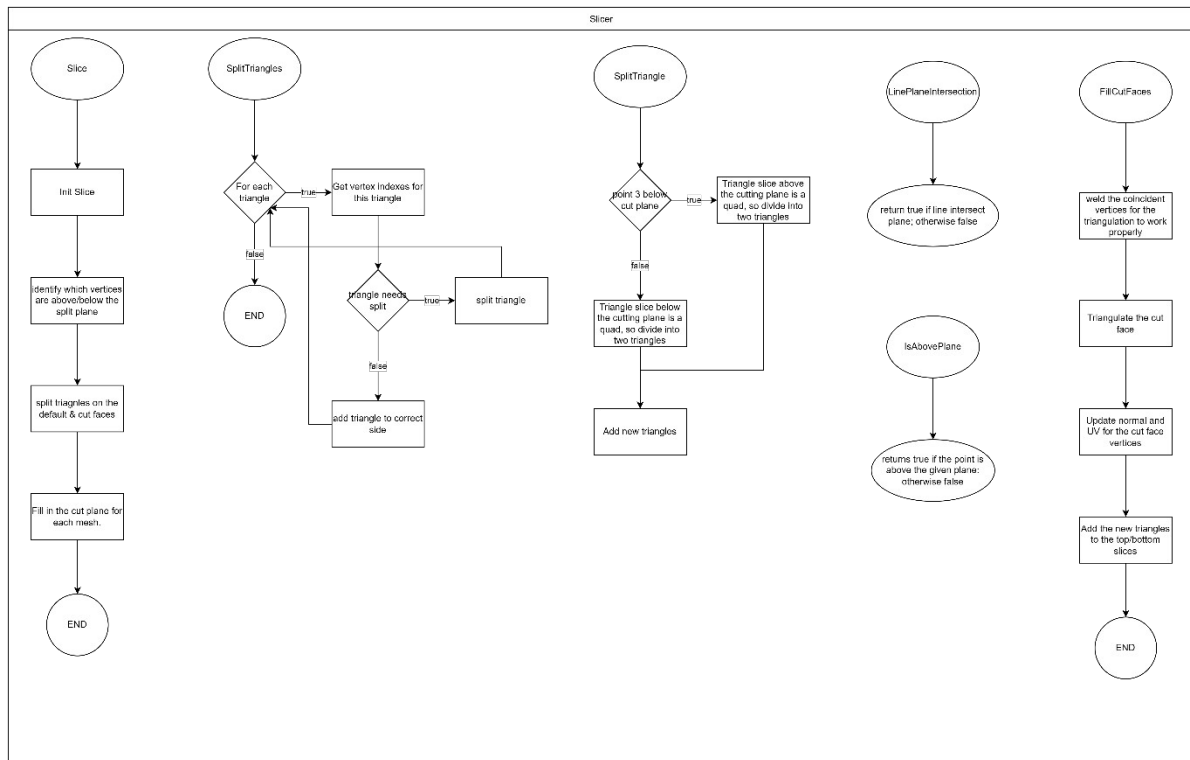 Slicer
Slice
Init Slice
identify which vertices
are above/below the
split plane
split triagnles on the
default & cut faces
Fill in the cut plane for
each mesh.
END
SplitTriangles
For each
triangle
true
Get vertex indexes for
this triangle
false
END
triangle needs
split
true
split triangle
false
add triangle to correct
side
SplitTriangle
point 3 below
cut plane
true
Triangle slice above
the cutting plane is a
quad, so divide into
two triangles
false
Triangle slice below
the cutting plane is a
quad, so divide into
two triangles
Add new triangles
LinePlaneIntersection
return true if line intersect
plane; otherwise false
IsAbovePlane
returns true if the point is
above the given plane;
otherwise false
FillCutFaces
weld the coincident
vertices for the
triangulation to work
properly
Triangulate the cut
face
Update normal and
UV for the cut face
vertices
Add the new triangles
to the top/bottom
slices
END